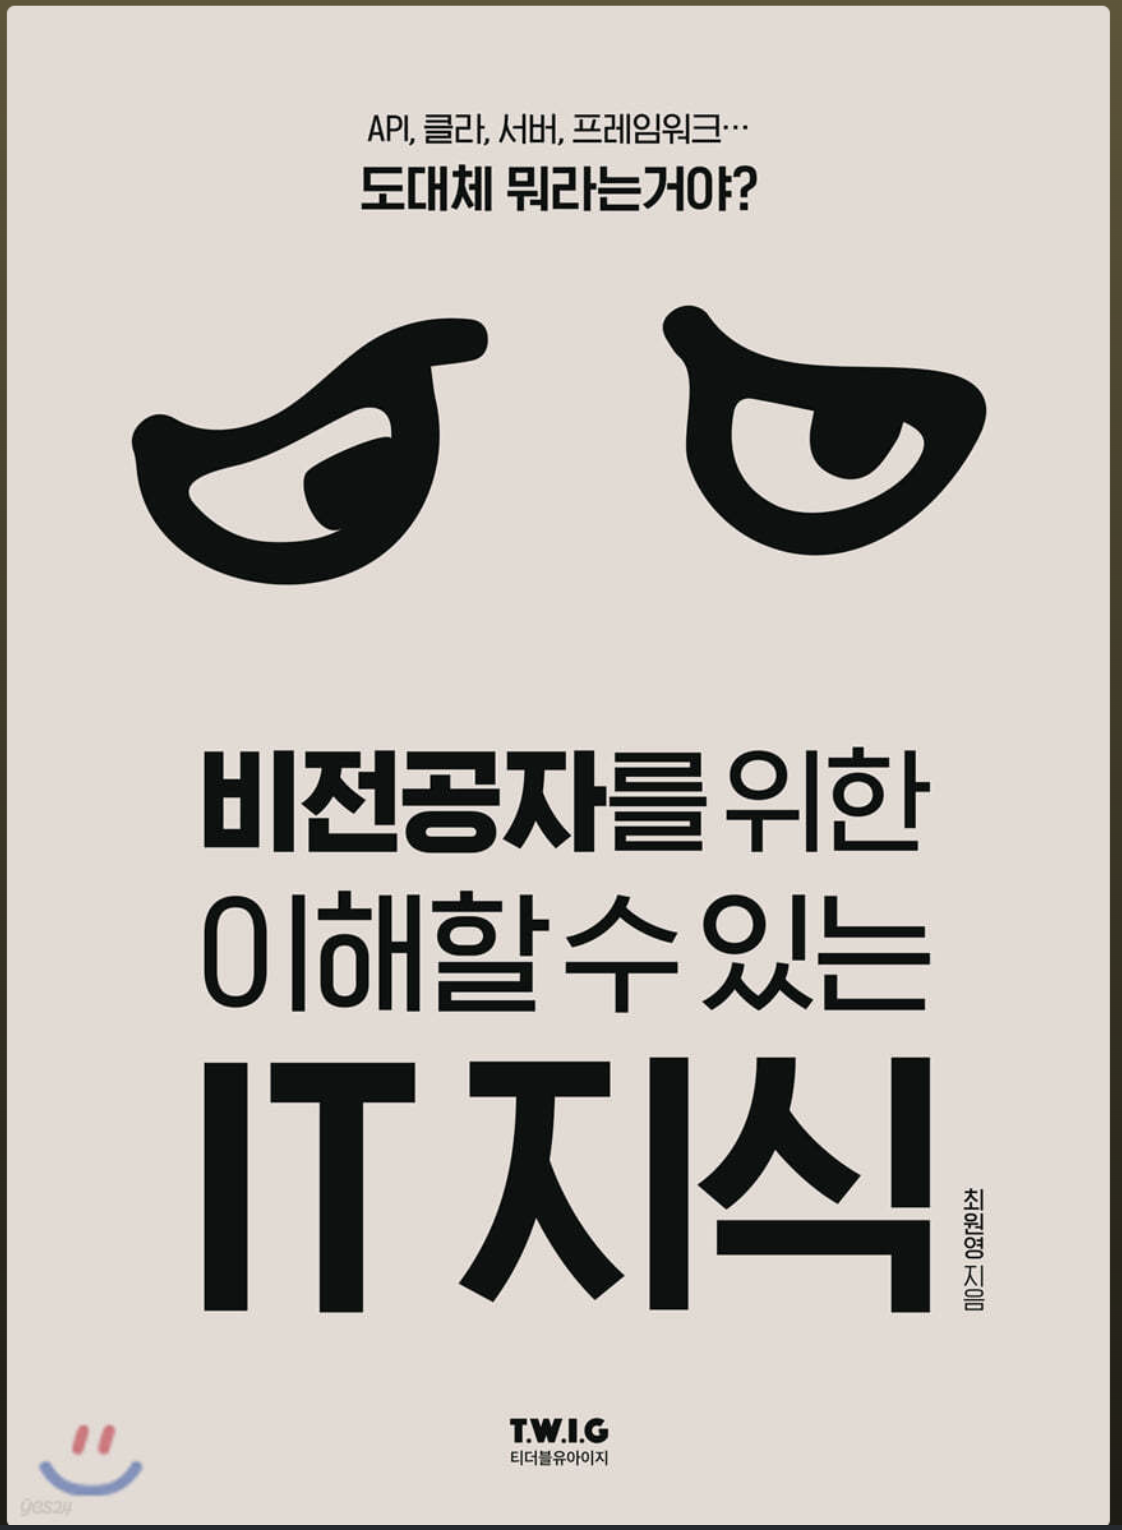 API, 클라, 서버, 프레임워크…
도대체 뭐라는거야?
비전공자를 위한
이해할 수 있는
IT 지식
최원영 지음
T.W.I.G
티더블유아이지
yes24